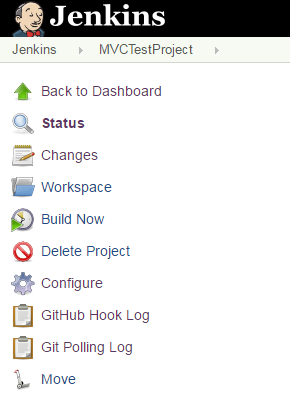 Jenkins
Jenkins MVCTestProject
Back to Dashboard
Status
Changes
Workspace
Build Now
Delete Project
Configure
GitHub Hook Log
Git Polling Log
Move